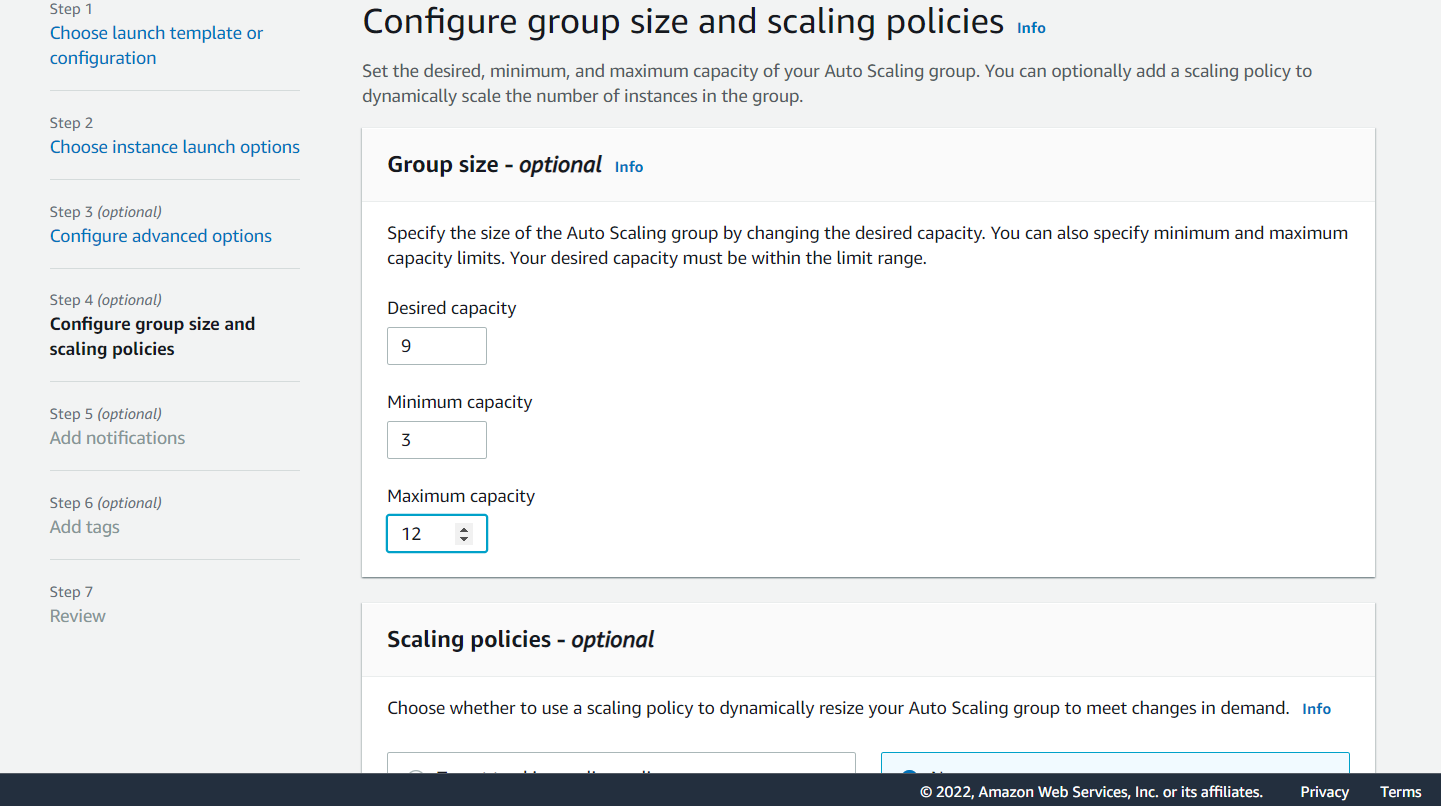 Step 1
Choose launch template or
configuration
Step 2
Choose instance launch options
Step 3 (optional)
Configure advanced options
Step 4 (optional)
Configure group size and
scaling policies
Step 5 (optional)
Add notifications
Step 6 (optional)
Add tags
Step 7
Review
Configure group size and scaling policies Info
Set the desired, minimum, and maximum capacity of your Auto Scaling group. You can optionally add a scaling policy to
dynamically scale the number of instances in the group.
Group size - optional Info
Specify the size of the Auto Scaling group by changing the desired capacity. You can also specify minimum and maximum
capacity limits. Your desired capacity must be within the limit range.
Desired capacity
9
Minimum capacity
3
Maximum capacity
12
Scaling policies - optional
Choose whether to use a scaling policy to dynamically resize your Auto Scaling group to meet changes in demand. Info
© 2022, Amazon Web Services, Inc. or its affiliates. Privacy Terms